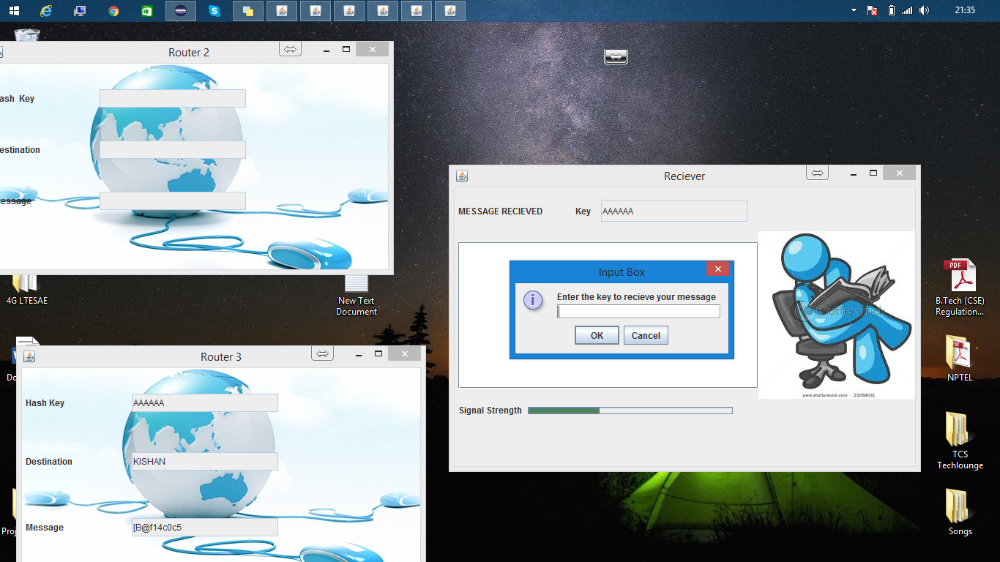 21:35
Router 2
ash Key
estination
essage
Reciever
MESSAGE RECIEVED
Key
AAAAAA
Input Box
Enter the key to recieve your message
OK
Cancel
shutterstock
www.shutterstock.com · 23058031
Signal Strength
4G LTESAE
New Text
Document
PDF
B.Tech (CSE)
Regulation...
Do
Router 3
Hash Key
AAAAAA
Destination
KISHAN
Message
[B@f14c0c5
Proj
PDF
NPTEL
TCS
Techlounge
Songs